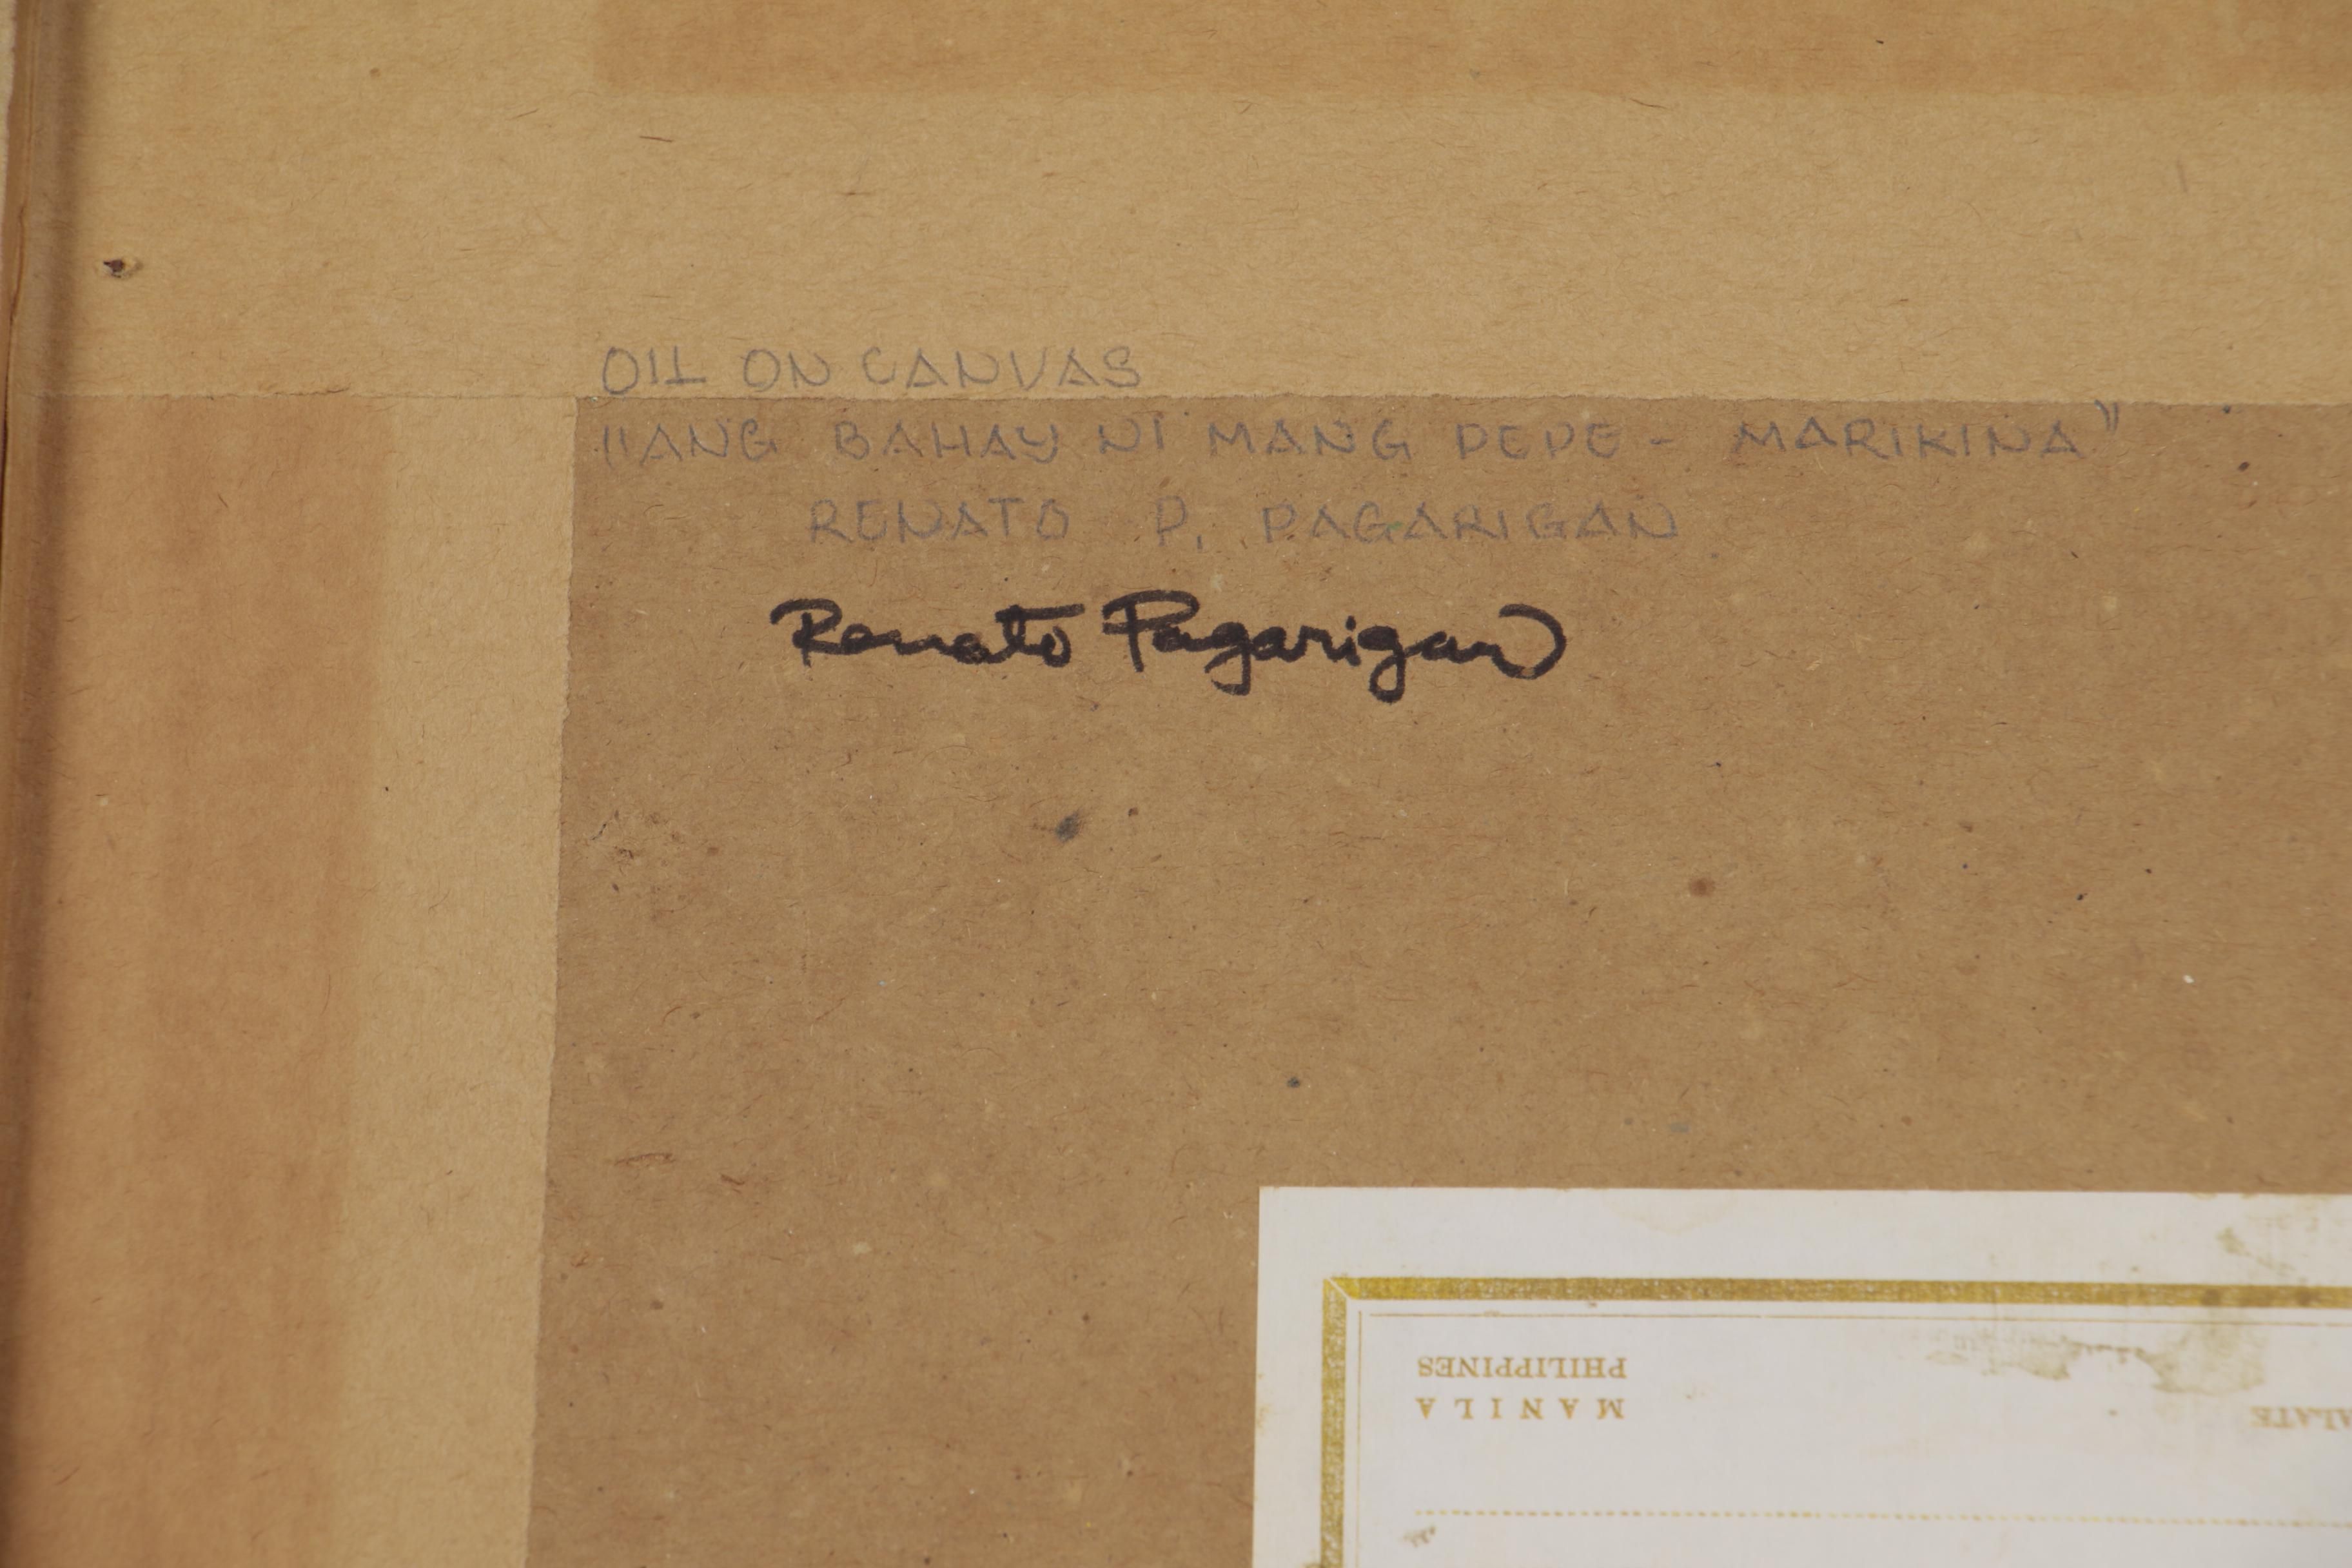 OIL ON CANVAS
"ANG BAHAY NI MANG PEPE - MARIKINA"
RENATO P. PAGARIGAN
Renato Pagarigan
MANILA
PHILIPPINES